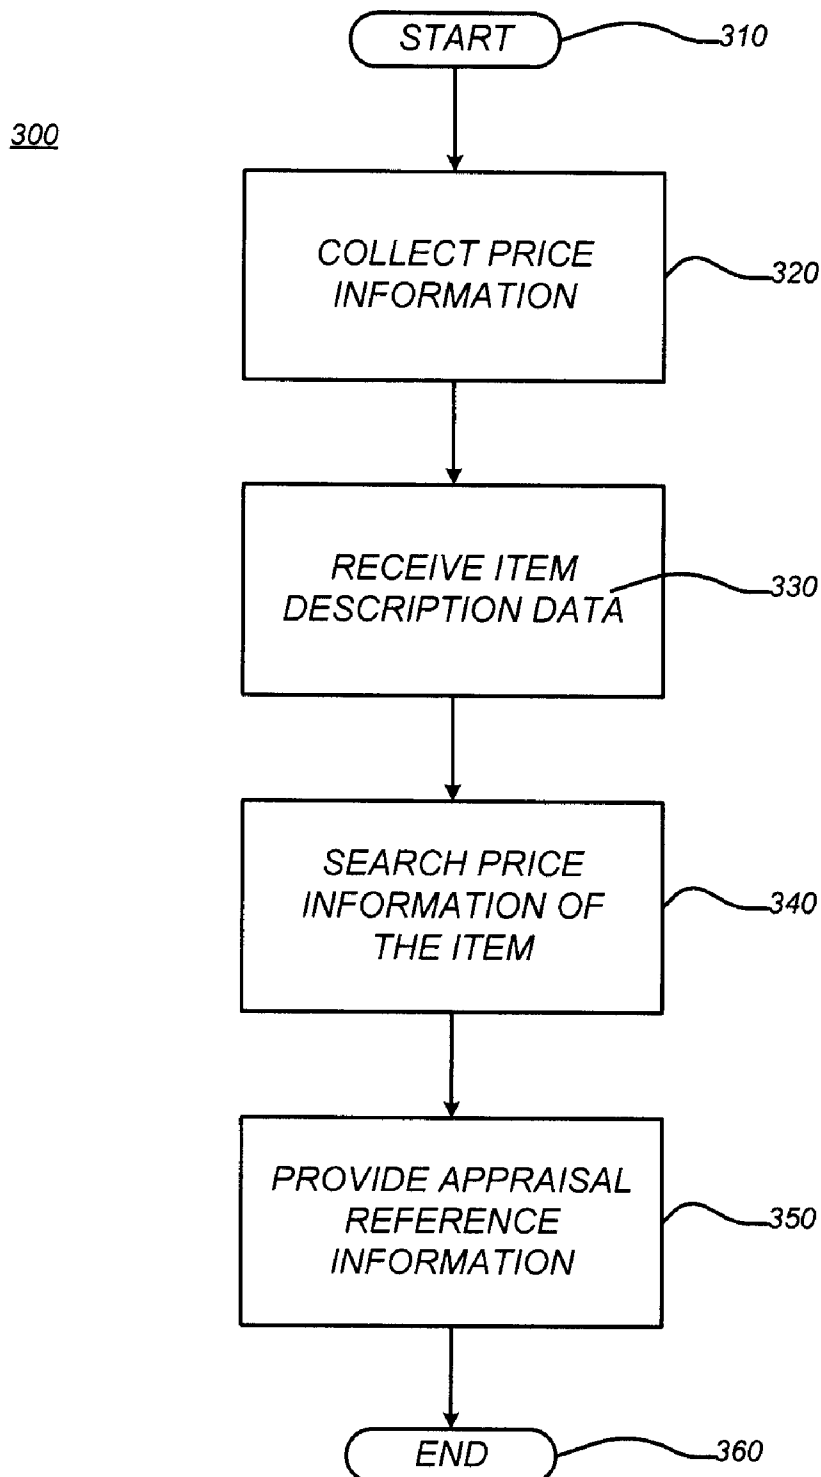 START
310
300
COLLECT PRICE
INFORMATION
320
RECEIVE ITEM
DESCRIPTION DATA
330
SEARCH PRICE
INFORMATION OF
THE ITEM
340
PROVIDE APPRAISAL
REFERENCE
INFORMATION
350
END
360